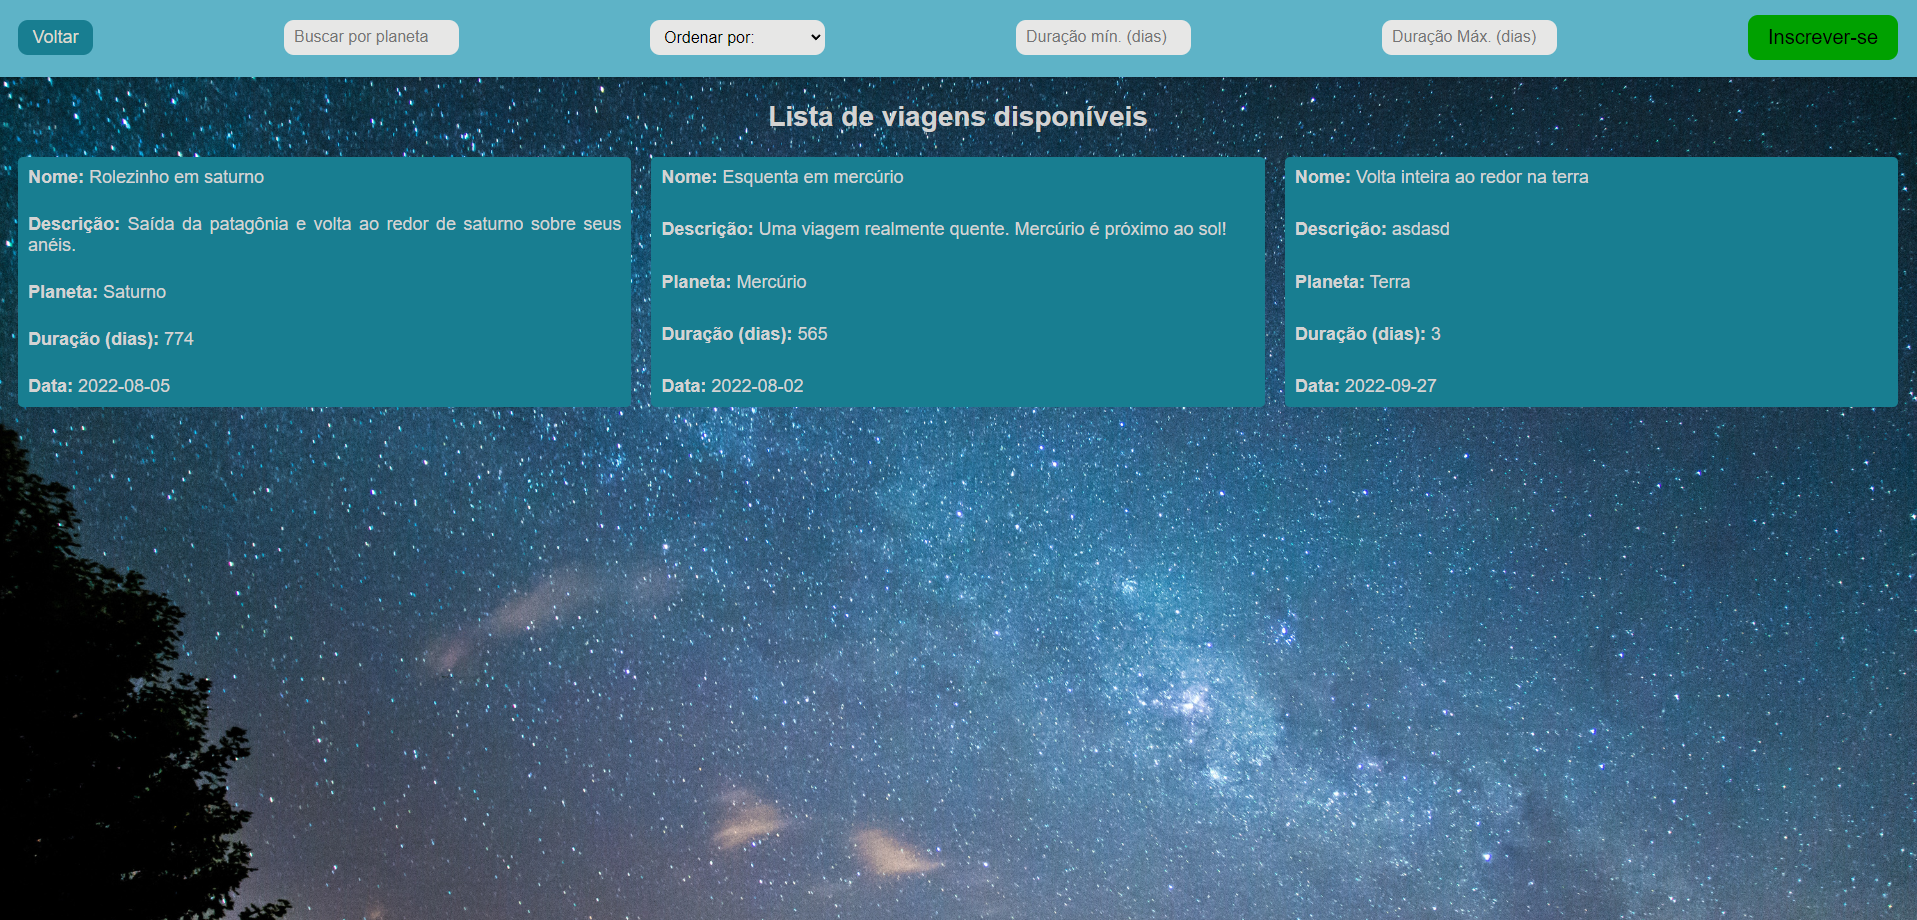 Voltar
Buscar por planeta
Ordenar por:
Duração mín. (dias)
Duração Máx. (dias)
Inscrever-se
Lista de viagens disponíveis
Nome: Rolezinho em saturno
Descrição: Saída da patagônia e volta ao redor de saturno sobre seus
anéis.
Planeta: Saturno
Duração (dias): 774
Data: 2022-08-05
Nome: Esquenta em mercúrio
Descrição: Uma viagem realmente quente. Mercúrio é próximo ao sol!
Planeta: Mercúrio
Duração (dias): 565
Data: 2022-08-02
Nome: Volta inteira ao redor na terra
Descrição: asdasd
Planeta: Terra
Duração (dias): 3
Data: 2022-09-27